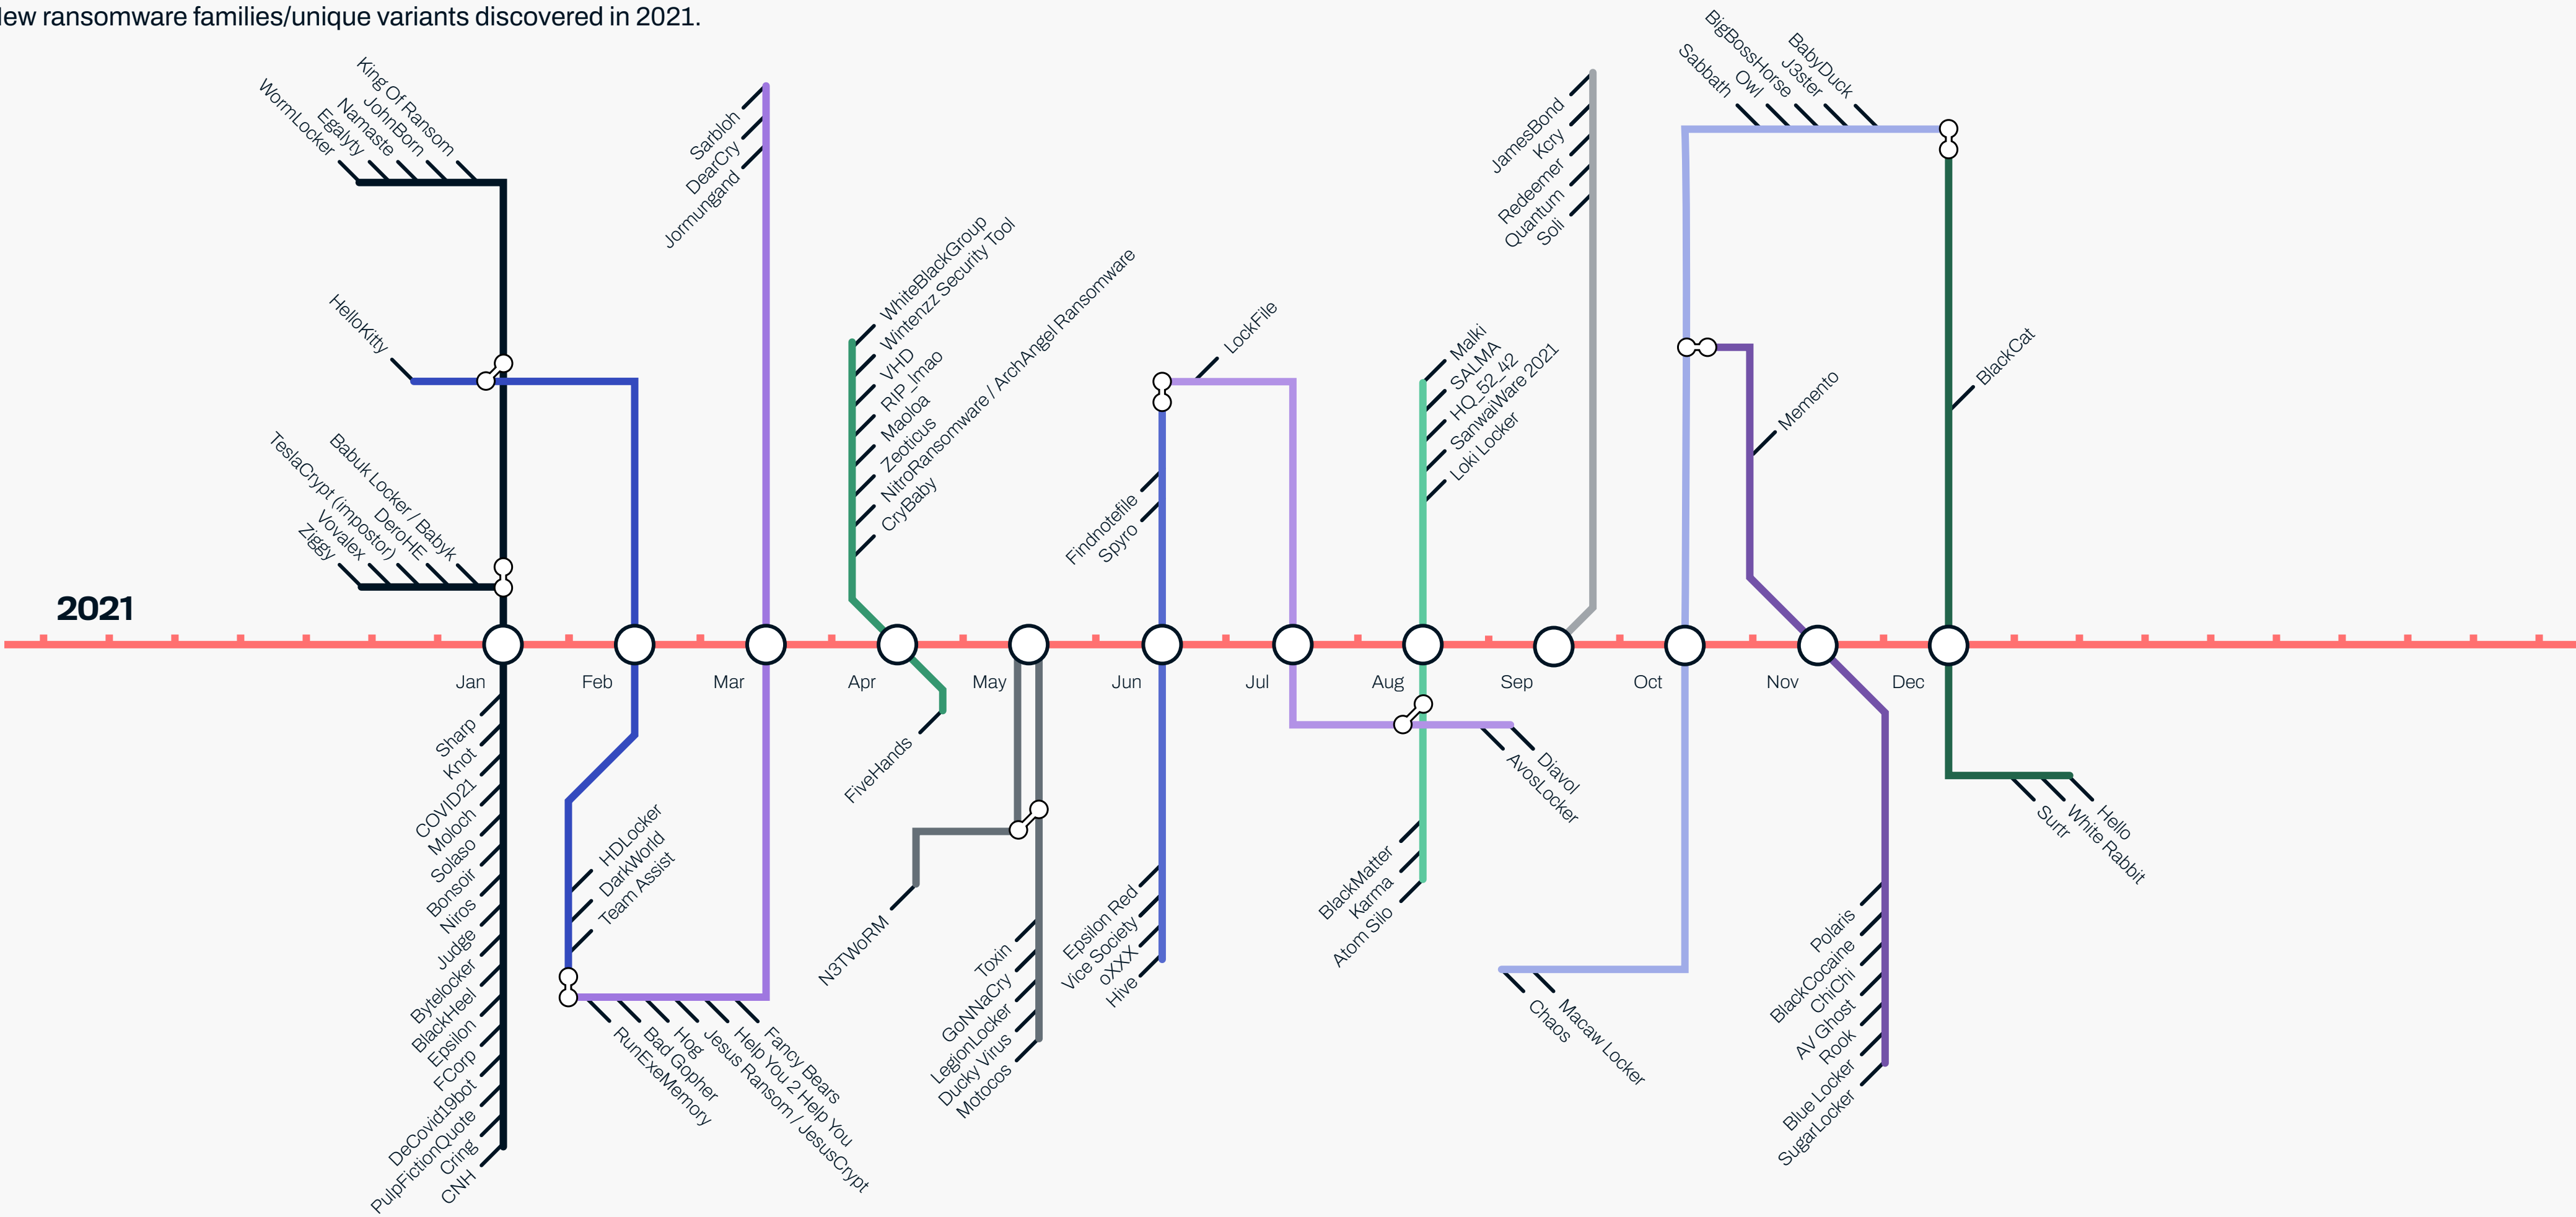 ew ransomware families/unique variants discovered in 2021.
WormLocker
Egalyty
Namaste
JohnBorn
King Of Ransom
HelloKitty
Ziggy
Vovalex
TeslaCrypt (impostor)
DeroHE
Babuk Locker / Babyk
Sarbloh
DearCry
Jormungand
WhiteBlackGroup
Wintenzz Security Tool
VHD
RIP_lmao
Maoloa
Zeoticus
NitroRansomware / ArchAngel Ransomware
CryBaby
LockFile
Findnotefile
Spyro
Malki
SALMA
HQ_52_42
SanwaiWare 2021
Loki Locker
JamesBond
Kcry
Redeemer
Quantum
Soli
Sabbath
Owl
BigBossHorse
J3ster
BabyDuck
Memento
BlackCat
2021
Jan
Feb
Mar
Apr
May
Jun
Jul
Aug
Sep
Oct
Nov
Dec
Sharp
Knot
COVID21
Moloch
Solaso
Bonsoir
Niros
Judge
Bytelocker
BlackHeel
Epsilon
FCorp
DeCovid19bot
PulpFictionQuote
Cring
CNH
HDLocker
DarkWorld
Team Assist
RunExeMemory
Bad Gopher
Hog
Jesus Ransom / JesusCrypt
Help You 2 Help You
Fancy Bears
FiveHands
N3TWoRM
Toxin
GoNNaCry
LegionLocker
Ducky Virus
Motocos
Epsilon Red
Vice Society
oXXX
Hive
Diavol
AvosLocker
BlackMatter
Karma
Atom Silo
Chaos
Macaw Locker
Polaris
BlackCocaine
ChiChi
AV Ghost
Rook
Blue Locker
SugarLocker
Surtr
White Rabbit
Hello